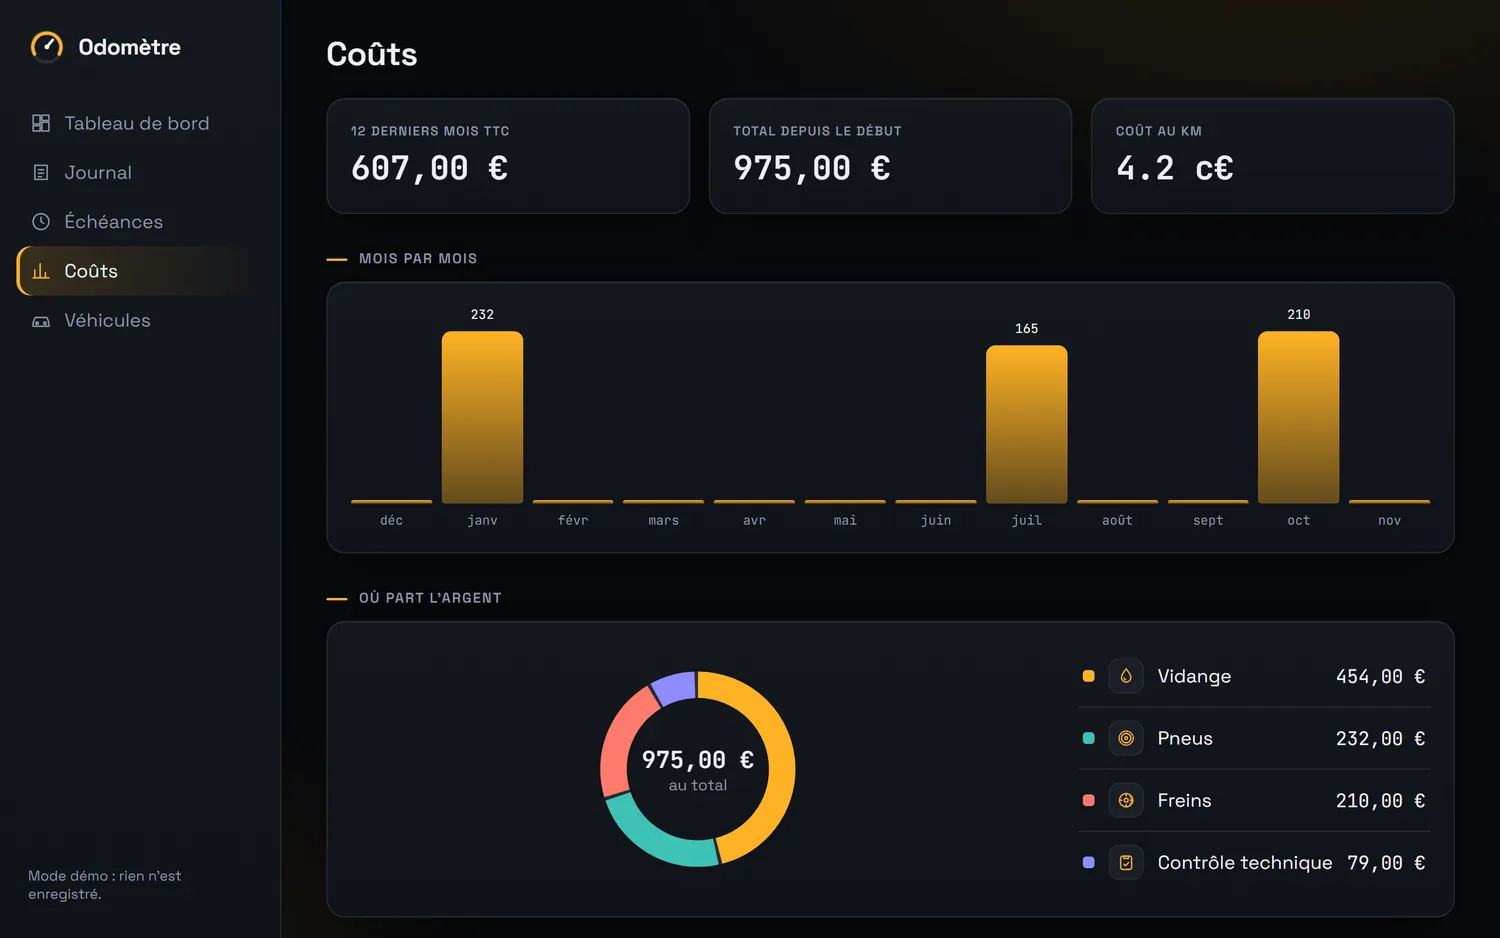 Odomètre
Tableau de bord
Journal
Échéances
Coûts
Véhicules
Mode démo : rien n'est
enregistré.
Coûts
12 DERNIERS MOIS TTC
607,00 €
TOTAL DEPUIS LE DÉBUT
975,00 €
COÛT AU KM
4.2 c€
MOIS PAR MOIS
232
165
210
déc janv févr mars avr mai juin juil août sept oct nov
OÙ PART L’ARGENT
975,00 €
au total
Vidange 454,00 €
Pneus 232,00 €
Freins 210,00 €
Contrôle technique 79,00 €